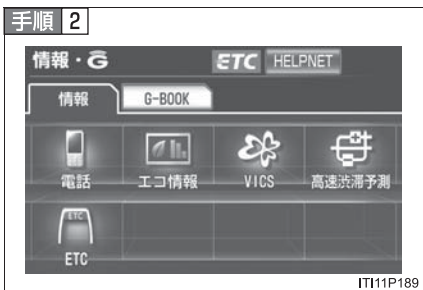 手順 2
情報・G ETC HELPNET
情報 G-BOOK
電話 エコ情報 VICS 高速渋滞予測
ETC
ETC
ITI11P189